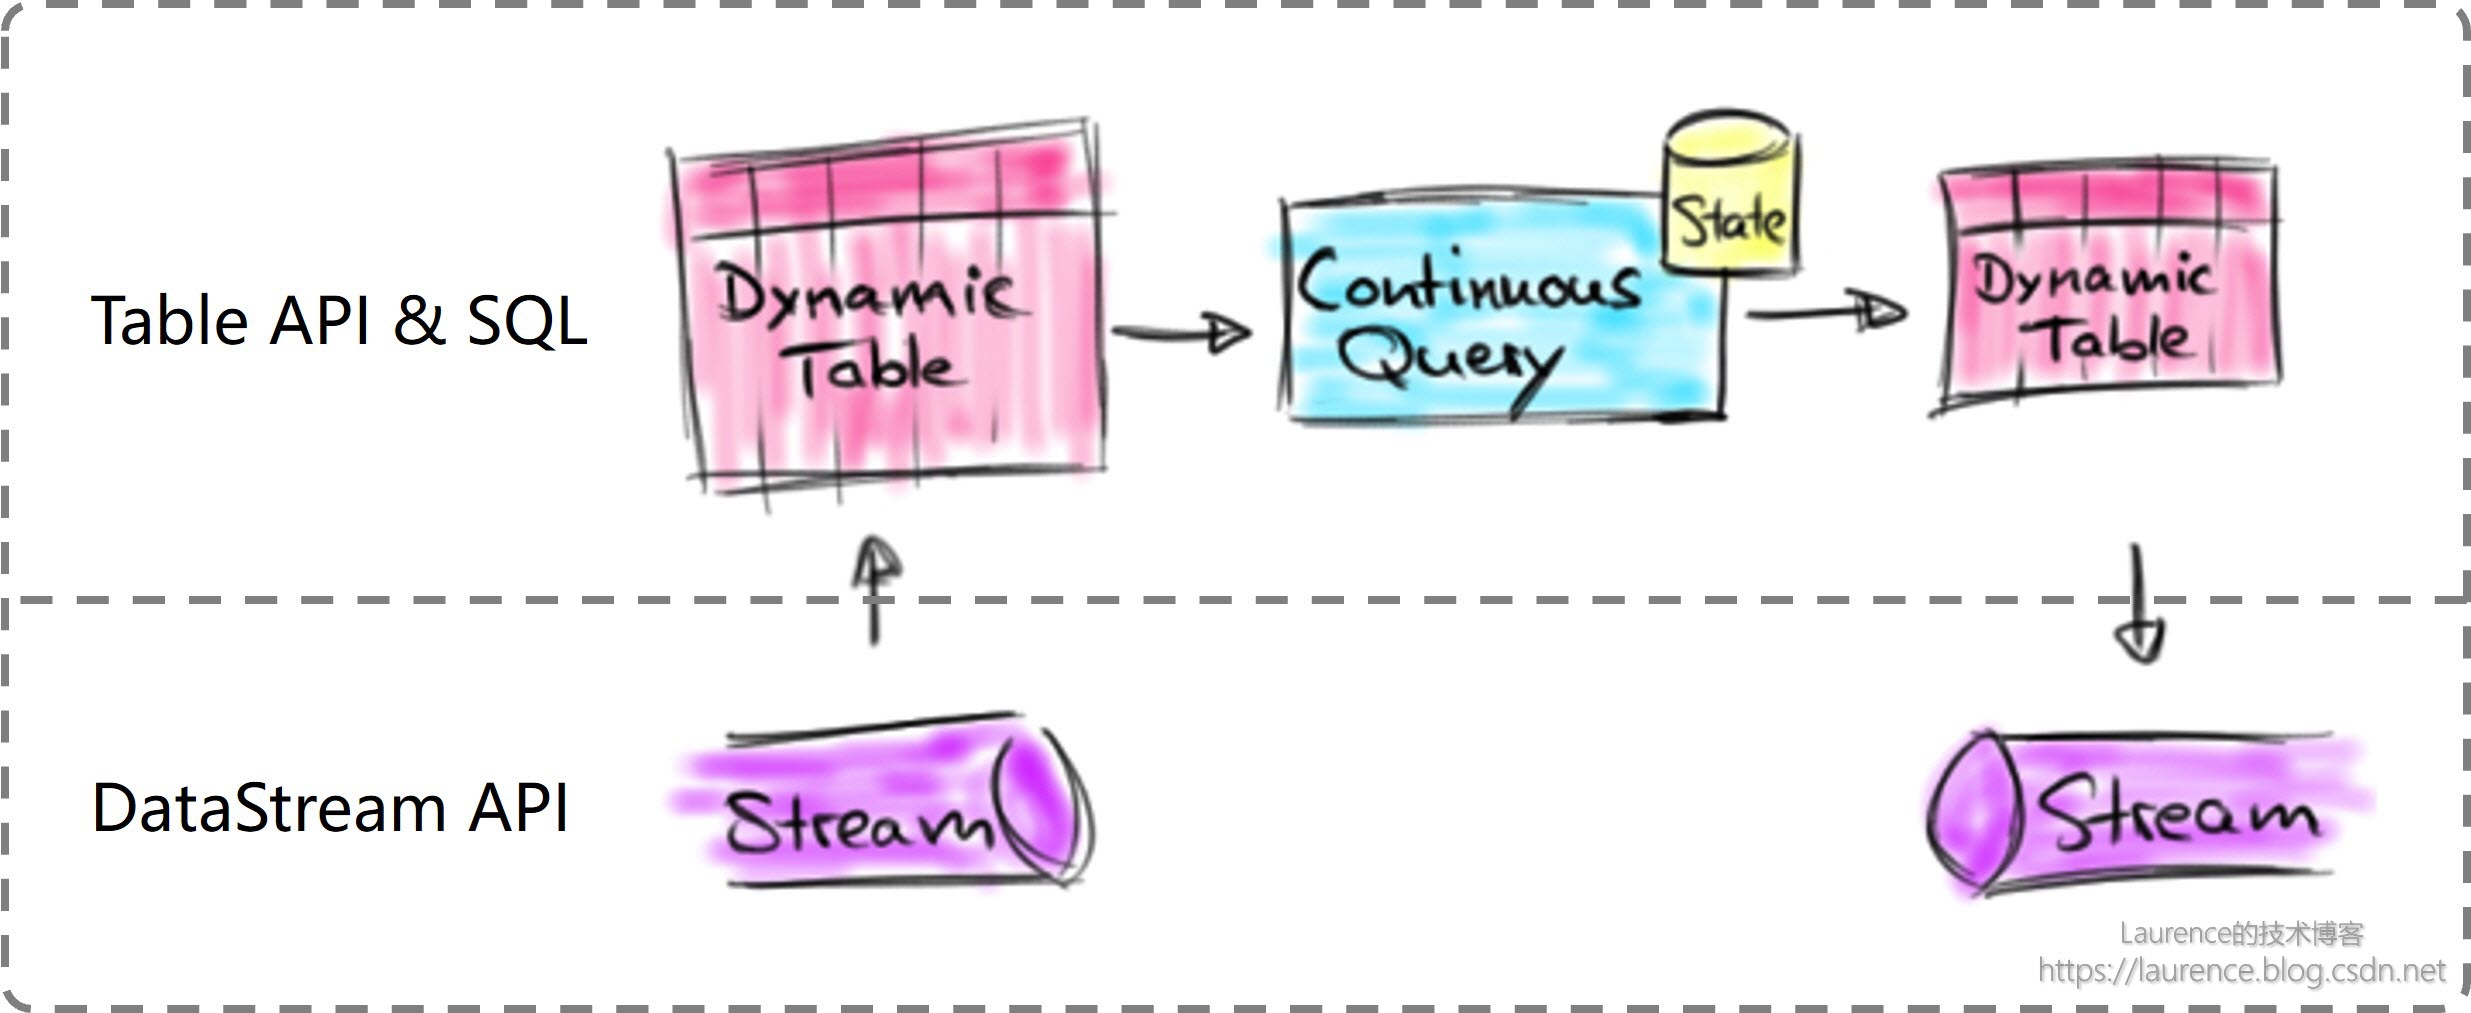 Table API & SQL
Dynamic
Table
Continuous
Query
State
Dynamic
Table
DataStream API
Stream
Stream
Laurence的技术博客
https://laurence.blog.csdn.net